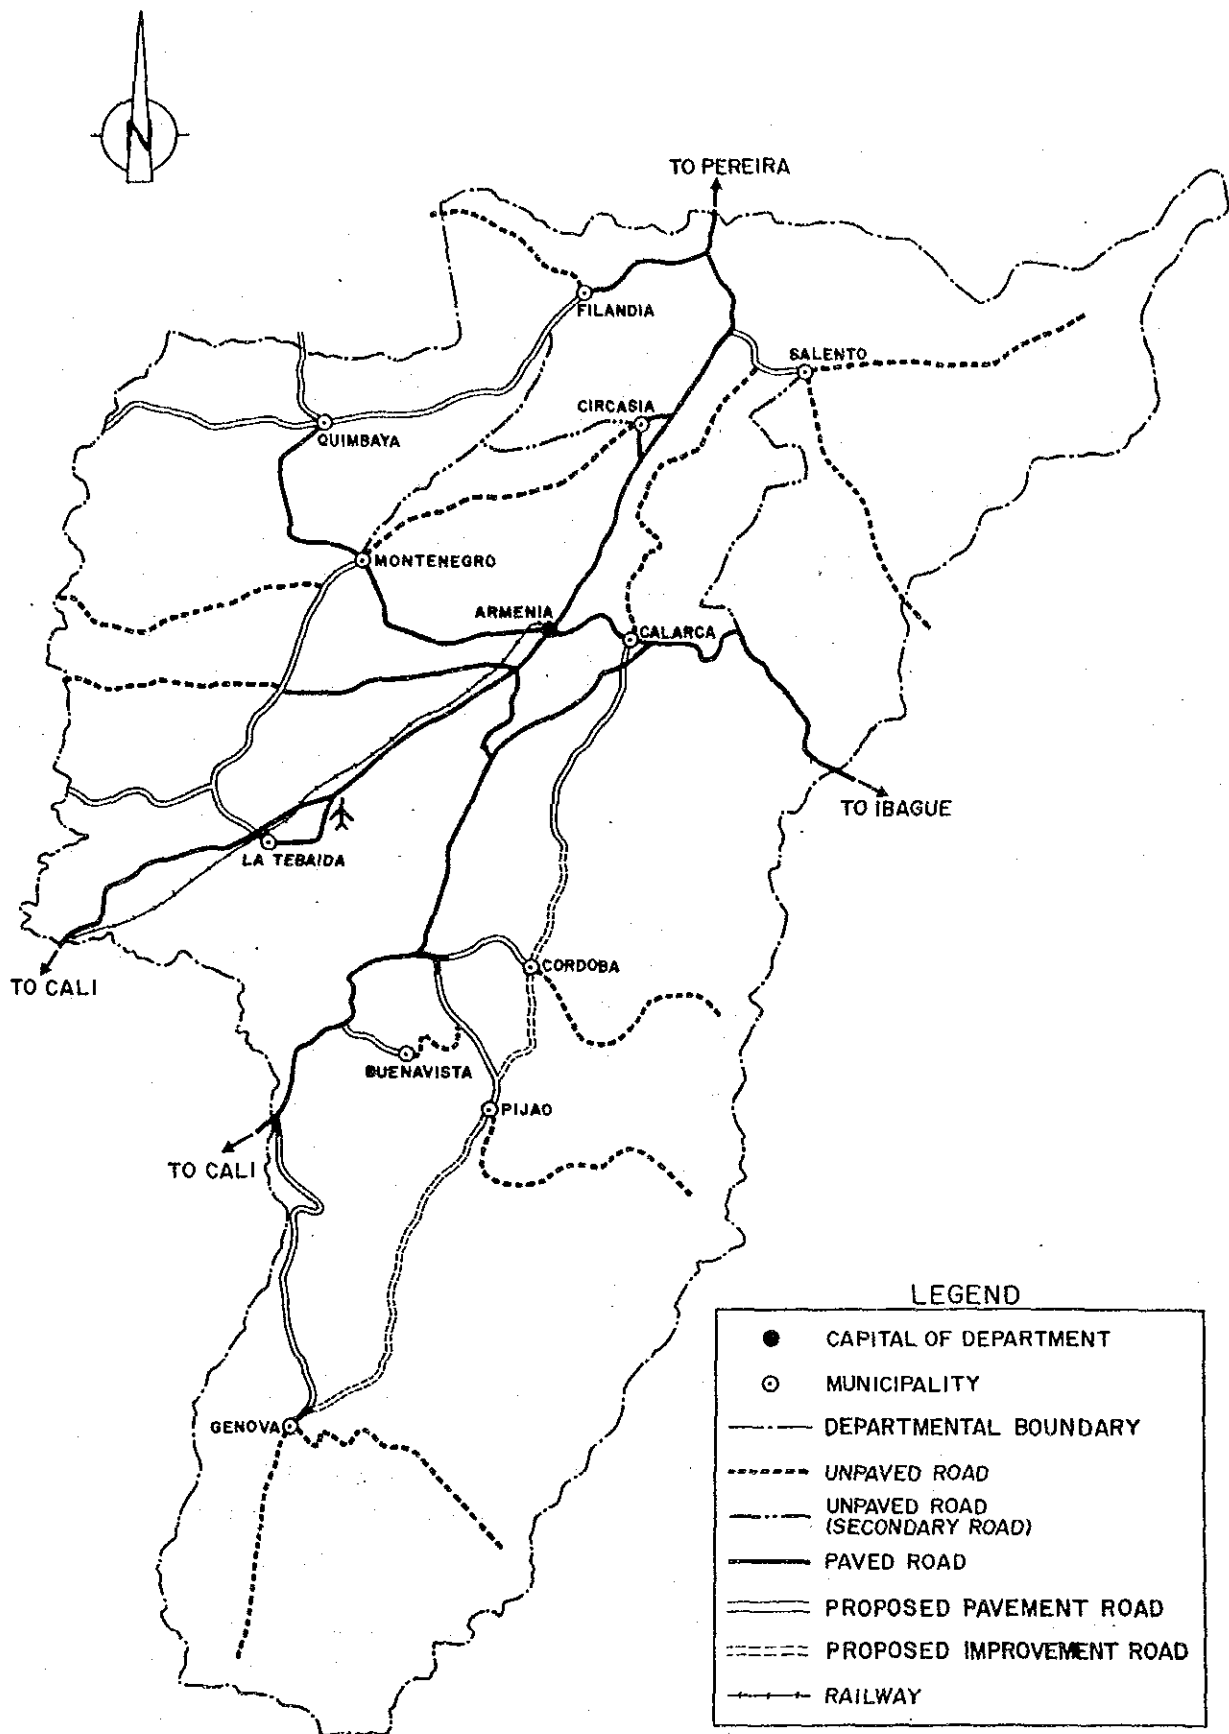 N
TO PEREIRA
FILANDIA
SALENTO
CIRCASIA
QUIMBAYA
MONTENEGRO
ARMENIA
CALARCA
TO IBAGUE
LA TEBAIDA
CORDOBA
TO CALI
BUENAVISTA
PIJAO
TO CALI
GENOVA
LEGEND
CAPITAL OF DEPARTMENT
MUNICIPALITY
DEPARTMENTAL BOUNDARY
UNPAVED ROAD
UNPAVED ROAD
(SECONDARY ROAD)
PAVED ROAD
PROPOSED PAVEMENT ROAD
PROPOSED IMPROVEMENT ROAD
RAILWAY